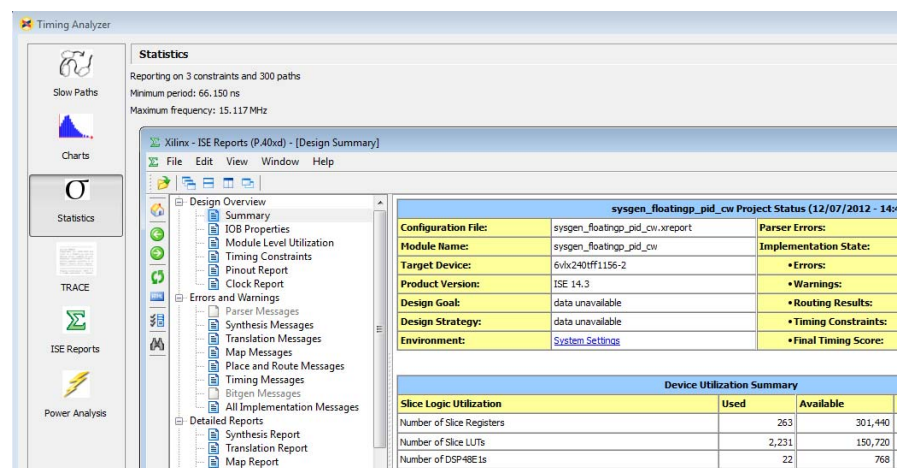 Timing Analyzer
Slow Paths
Charts
σ
Statistics
TRACE
Σ
ISE Reports
Power Analysis
Statistics
Reporting on 3 constraints and 300 paths
Minimum period: 66.150 ns
Maximum frequency: 15.117 MHz
Xilinx - ISE Reports (P.40xd) - [Design Summary]
File Edit View Window Help
Design Overview
Summary
IOB Properties
Module Level Utilization
Timing Constraints
Pinout Report
Clock Report
Errors and Warnings
Parser Messages
Synthesis Messages
Translation Messages
Map Messages
Place and Route Messages
Timing Messages
Bitgen Messages
All Implementation Messages
Detailed Reports
Synthesis Report
Translation Report
Map Report
sysgen_floatingp_pid_cw Project Status (12/07/2012 - 14:
Configuration File: sysgen_floatingp_pid_cw.xreport Parser Errors:
Module Name: sysgen_floatingp_pid_cw Implementation State:
Target Device: 6vlx240tff1156-2 •Errors:
Product Version: ISE 14.3 •Warnings:
Design Goal: data unavailable •Routing Results:
Design Strategy: data unavailable •Timing Constraints:
Environment: System Settings •Final Timing Score:
Device Utilization Summary
Slice Logic Utilization Used Available
Number of Slice Registers 263 301,440
Number of Slice LUTs 2,231 150,720
Number of DSP48E1s 22 768